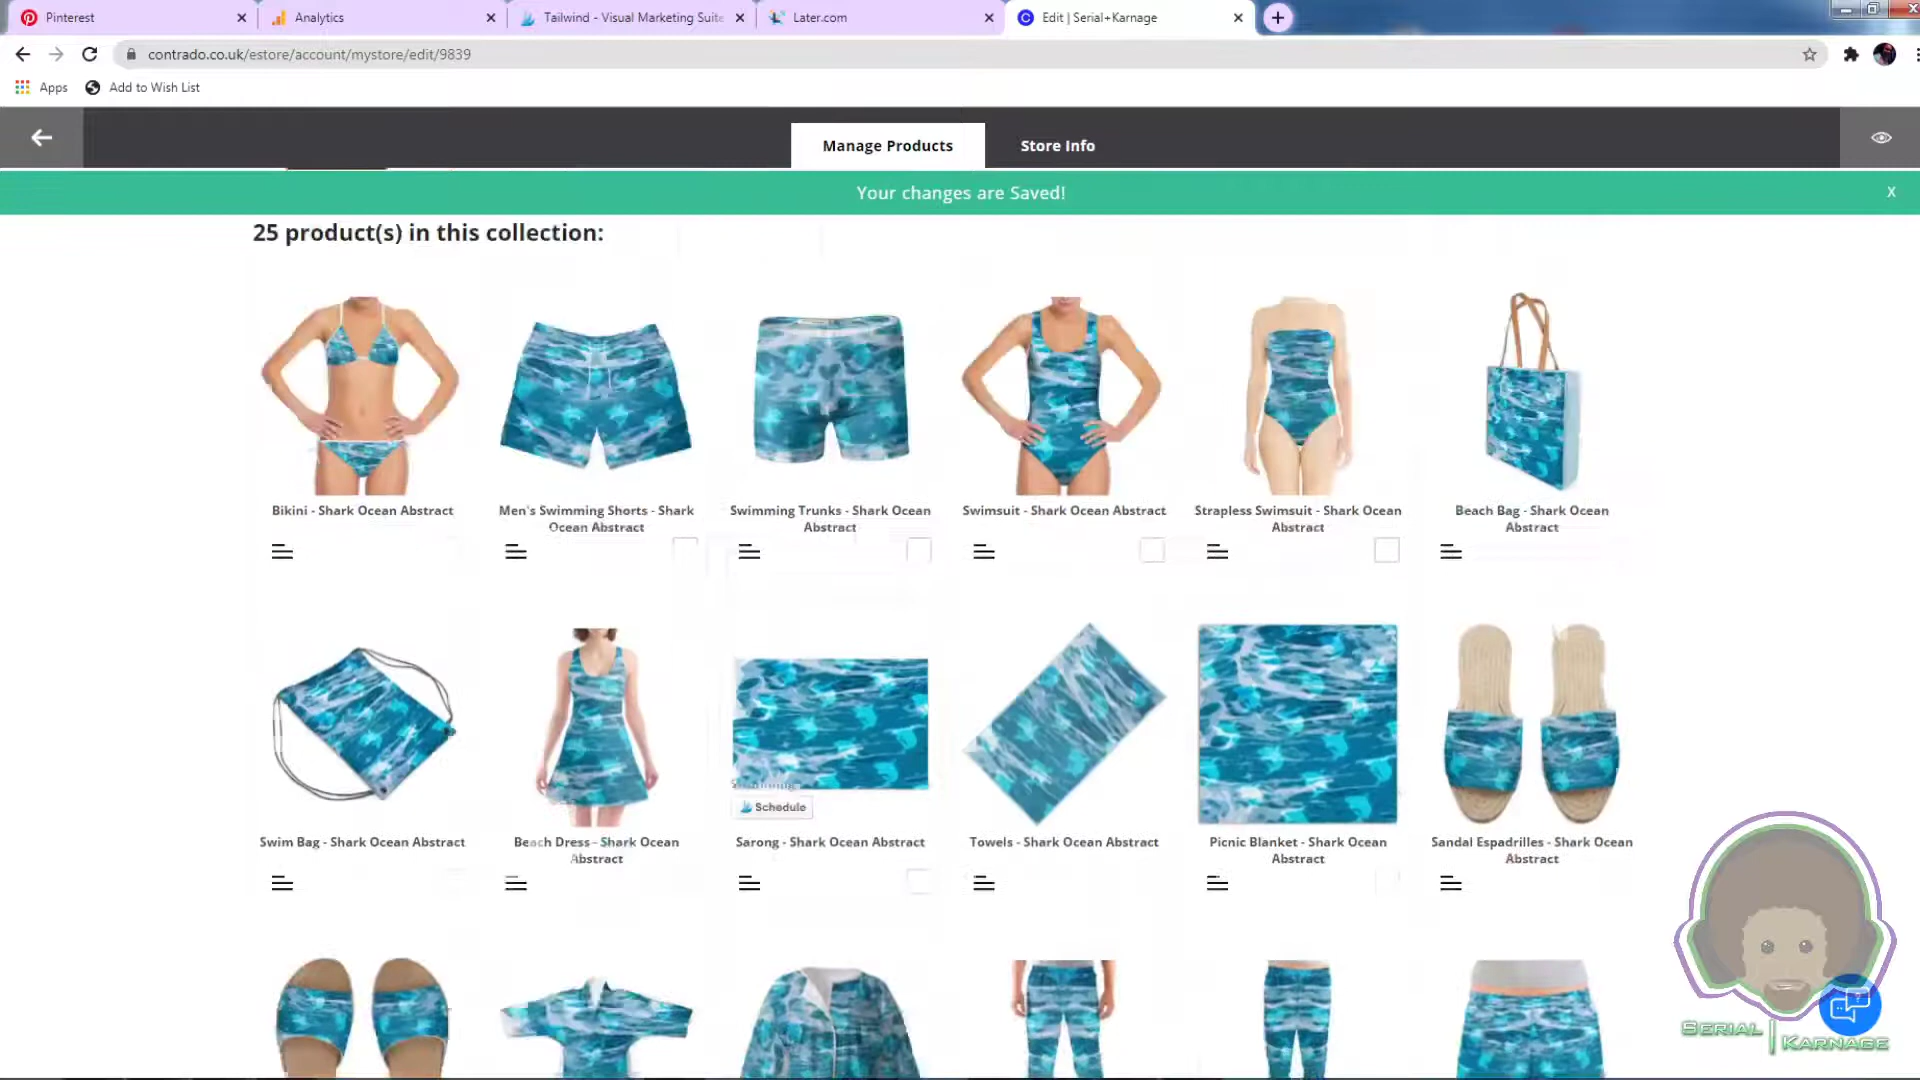 Pinterest
Analytics
Tailwind - Visual Marketing Suite
Later.com
Edit | Serial+Karnage
contrado.co.uk/estore/account/mystore/edit/9839
Apps
Add to Wish List
Manage Products
Store Info
Your changes are Saved!
X
25 product(s) in this collection:
Bikini - Shark Ocean Abstract
Men's Swimming Shorts - Shark
Ocean Abstract
Swimming Trunks - Shark Ocean
Abstract
Swimsuit - Shark Ocean Abstract
Strapless Swimsuit - Shark Ocean
Abstract
Beach Bag - Shark Ocean
Abstract
Schedule
Swim Bag - Shark Ocean Abstract
Beach Dress - Shark Ocean
Abstract
Sarong - Shark Ocean Abstract
Towels - Shark Ocean Abstract
Picnic Blanket - Shark Ocean
Abstract
Sandal Espadrilles - Shark Ocean
Abstract
Serial | Karnage